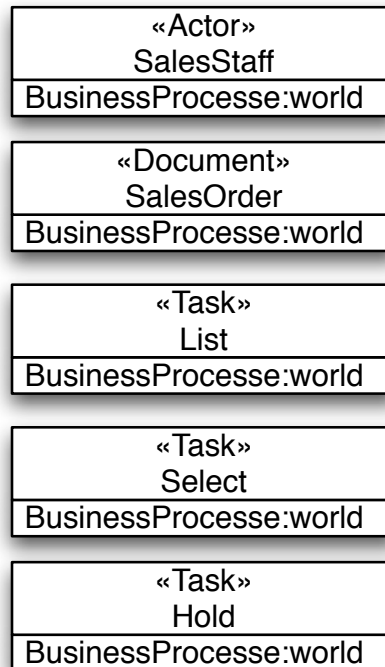 «Actor»
SalesStaff
BusinessProcesse:world
«Document»
SalesOrder
BusinessProcesse:world
«Task»
List
BusinessProcesse:world
«Task»
Select
BusinessProcesse:world
«Task»
Hold
BusinessProcesse:world